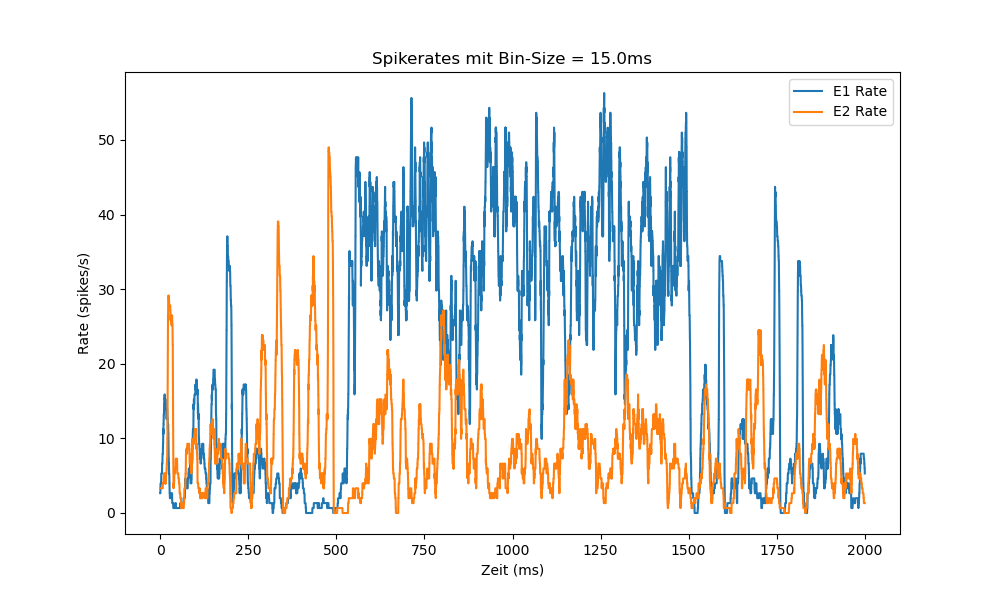 Spikerates mit Bin-Size = 15.0ms
E1 Rate
E2 Rate
50
40
30
20
10
0
Rate (spikes/s)
0 250 500 750 1000 1250 1500 1750 2000
Zeit (ms)